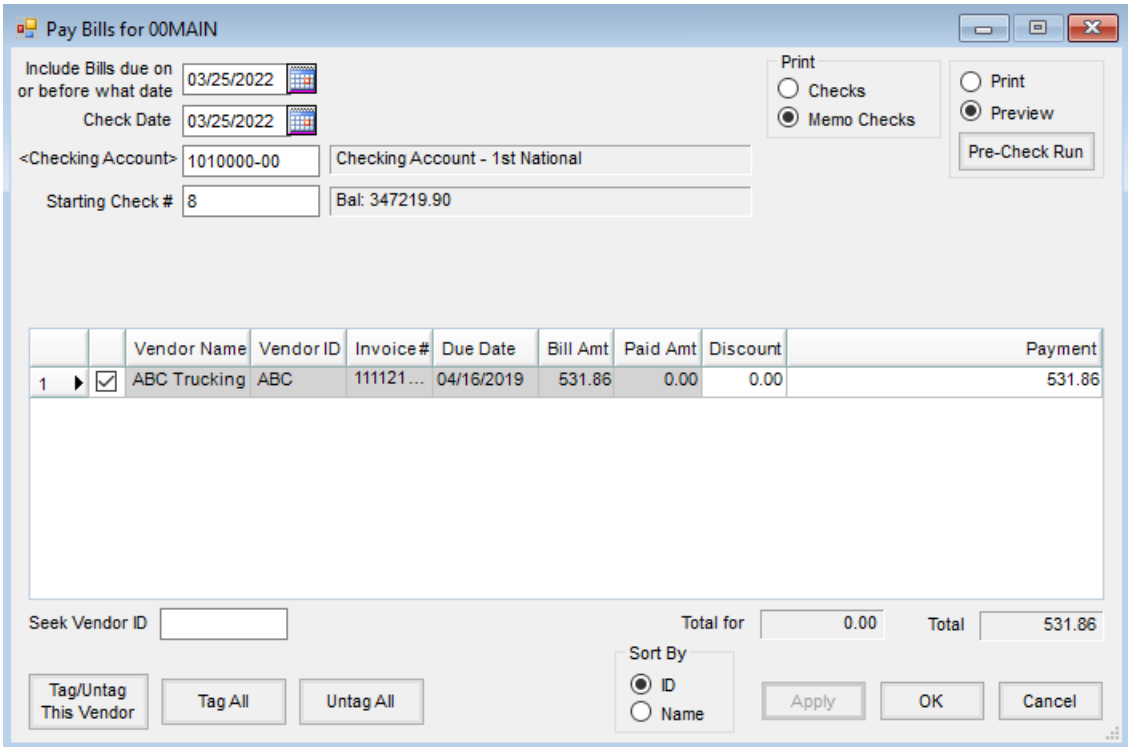 Pay Bills for 00MAIN
Include Bills due on
or before what date
03/25/2022
Check Date 03/25/2022
<Checking Account> 1010000-00 Checking Account - 1st National
Starting Check # 8 Bal: 347219.90
Print
Checks
Memo Checks
Print
Preview
Pre-Check Run
Vendor Name Vendor ID Invoice# Due Date Bill Amt Paid Amt Discount Payment
1 ABC Trucking ABC 111121... 04/16/2019 531.86 0.00 0.00 531.86
Seek Vendor ID
Total for 0.00 Total 531.86
Tag/Untag
This Vendor
Tag All
Untag All
Sort By
ID
Name
Apply
OK
Cancel